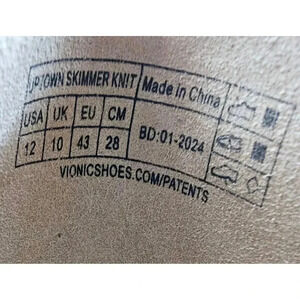 UPTOWN SKIMMER KNIT
Made in China
USA UK EU CM
12 10 43 28
BD:01-2024
VIONICSHOES.COM/PATENTS